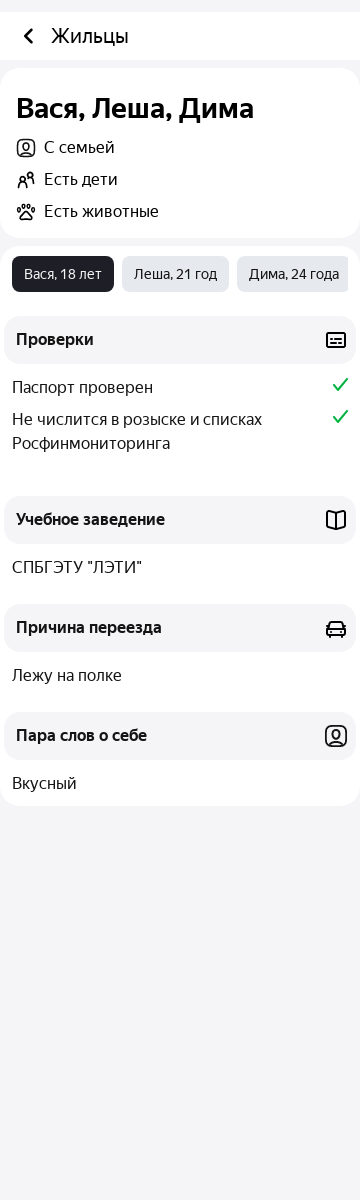 Жильцы
Вася, Леша, Дима
С семьей
Есть дети
Есть животные
Вася, 18 лет
Леша, 21 год
Дима, 24 года
Проверки
Паспорт проверен
Не числится в розыске и списках
Росфинмониторинга
Учебное заведение
СПБГЭТУ "ЛЭТИ"
Причина переезда
Лежу на полке
Пара слов о себе
Вкусный